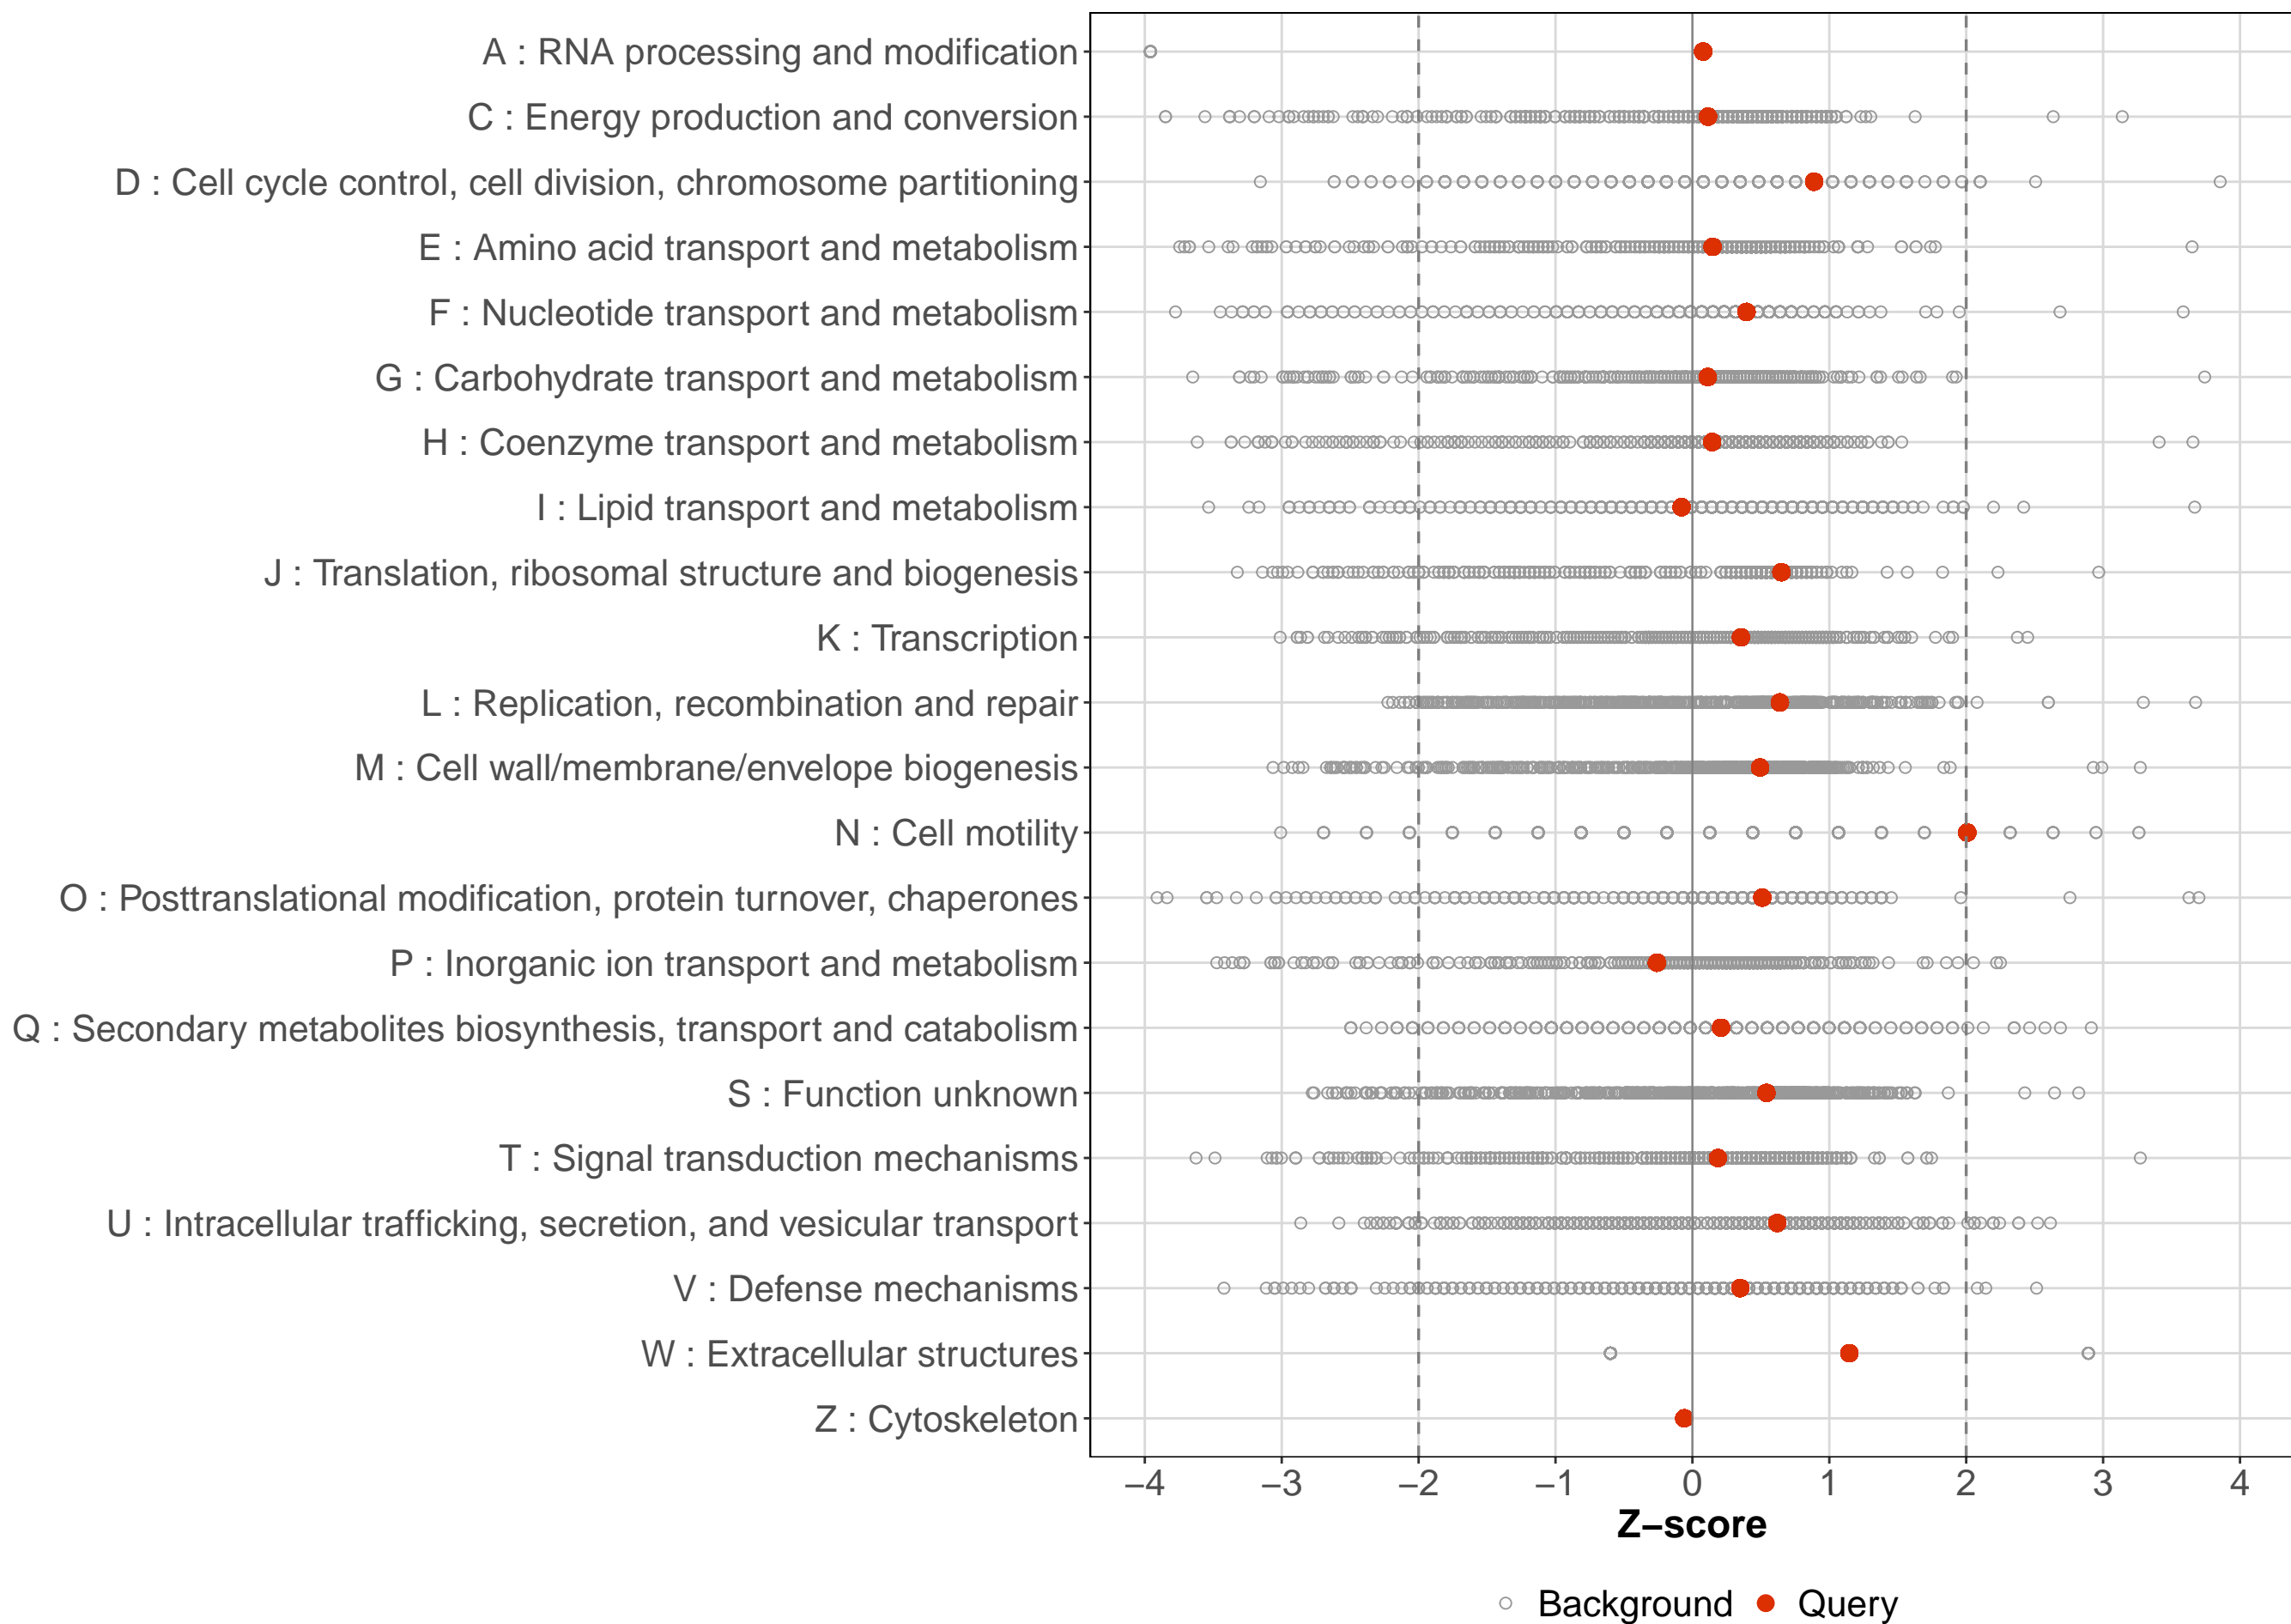 A : RNA processing and modification
C : Energy production and conversion
D : Cell cycle control, cell division, chromosome partitioning
E : Amino acid transport and metabolism
F : Nucleotide transport and metabolism
G : Carbohydrate transport and metabolism
H : Coenzyme transport and metabolism
I : Lipid transport and metabolism
J : Translation, ribosomal structure and biogenesis
K : Transcription
L : Replication, recombination and repair
M : Cell wall/membrane/envelope biogenesis
N : Cell motility
O : Posttranslational modification, protein turnover, chaperones
P : Inorganic ion transport and metabolism
Q : Secondary metabolites biosynthesis, transport and catabolism
S : Function unknown
T : Signal transduction mechanisms
U : Intracellular trafficking, secretion, and vesicular transport
V : Defense mechanisms
W : Extracellular structures
Z : Cytoskeleton
−4 −3 −2 −1 0 1 2 3 4
Z−score
Background Query